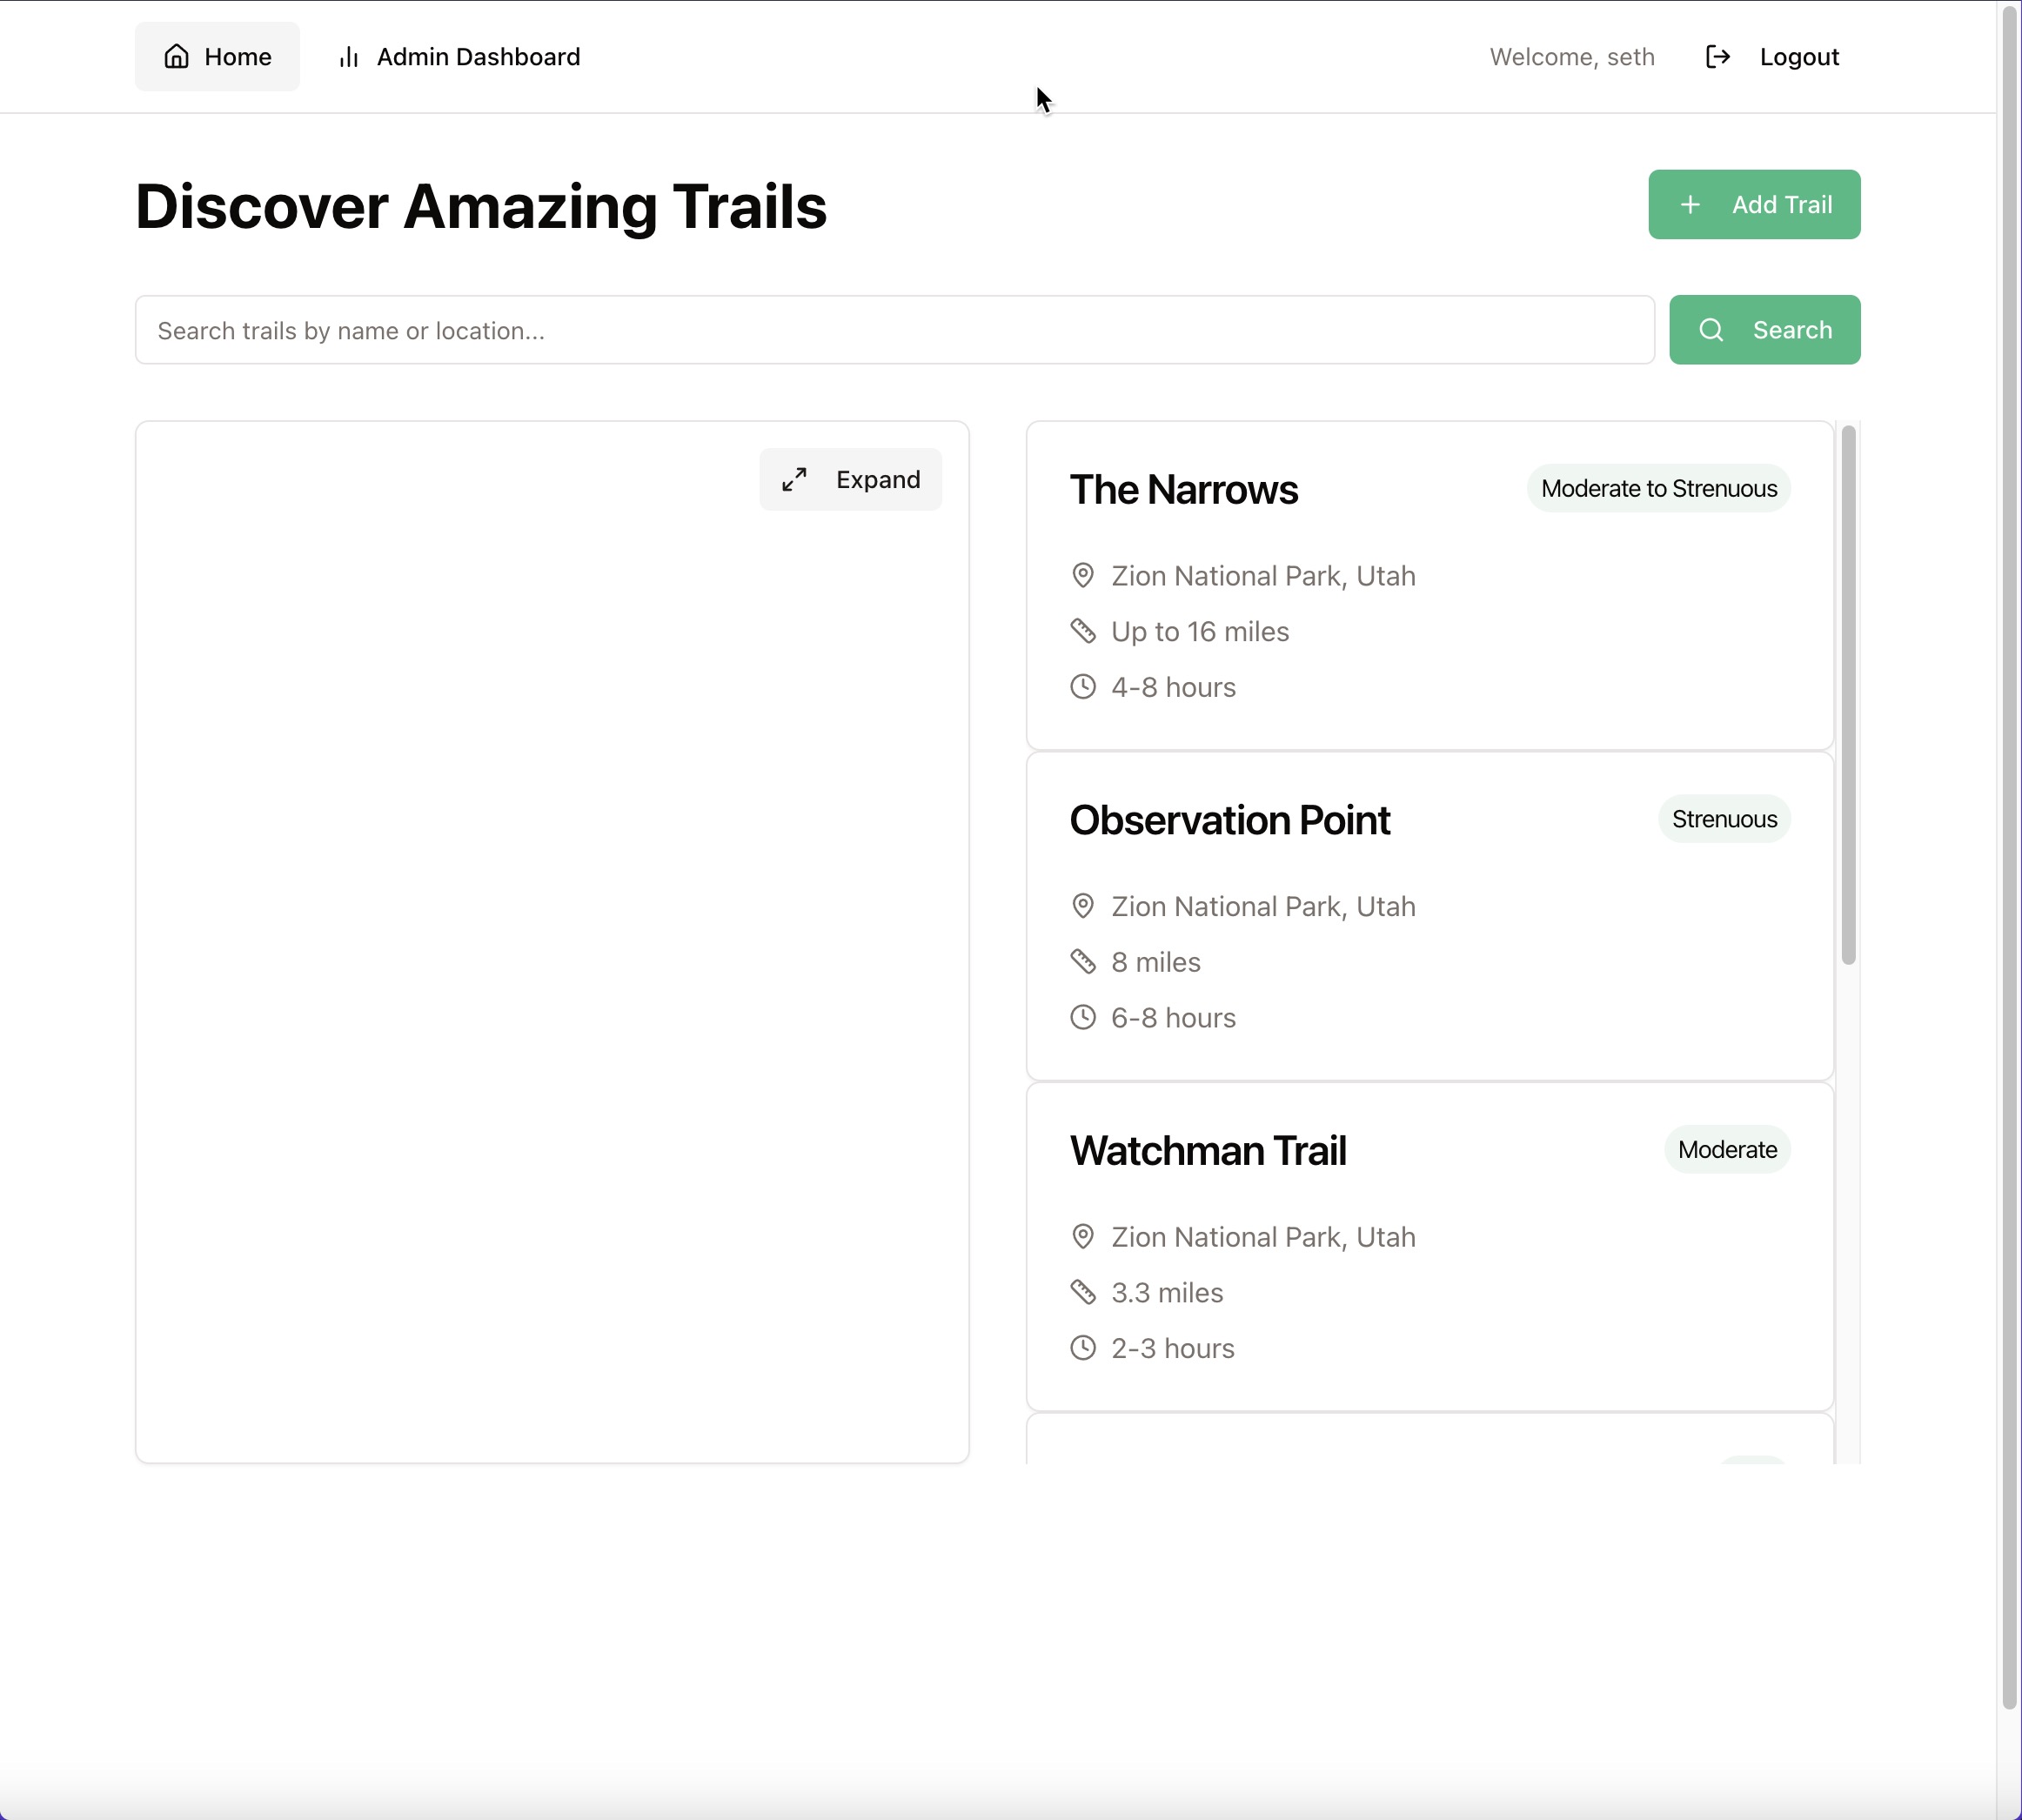 Home
Admin Dashboard
Welcome, seth
Logout
Discover Amazing Trails
Add Trail
Search trails by name or location...
Search
Expand
The Narrows
Moderate to Strenuous
Zion National Park, Utah
Up to 16 miles
4-8 hours
Observation Point
Strenuous
Zion National Park, Utah
8 miles
6-8 hours
Watchman Trail
Moderate
Zion National Park, Utah
3.3 miles
2-3 hours